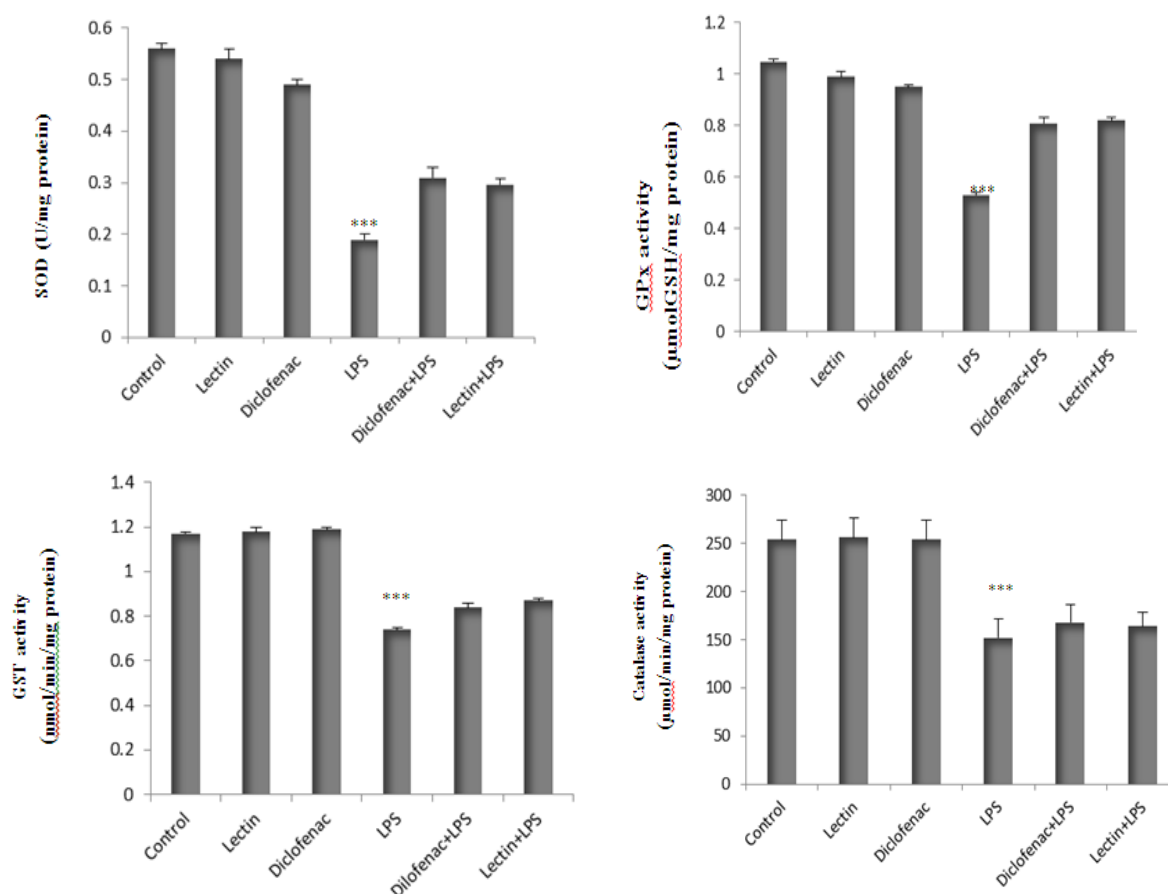 SOD (U/mg protein)
0.6
0.5
0.4
0.3
0.2
0.1
0
***
Control
Lectin
Diclofenac
LPS
Diclofenac+LPS
Lectin+LPS
GPx activity
(µmolGSH/mg protein)
1.2
1
0.8
0.6
0.4
0.2
0
***
Control
Lectin
Diclofenac
LPS
Diclofenac+LPS
Lectin+LPS
GST activity
(nmol/min/mg protein)
1.4
1.2
1
0.8
0.6
0.4
0.2
0
***
Control
Lectin
Diclofenac
LPS
Dilofenac+LPS
Lectin+LPS
Catalase activity
(µmol/min/mg protein)
300
250
200
150
100
50
0
***
Control
Lectin
Diclofenac
LPS
Diclofenac+LPS
Lectin+LPS